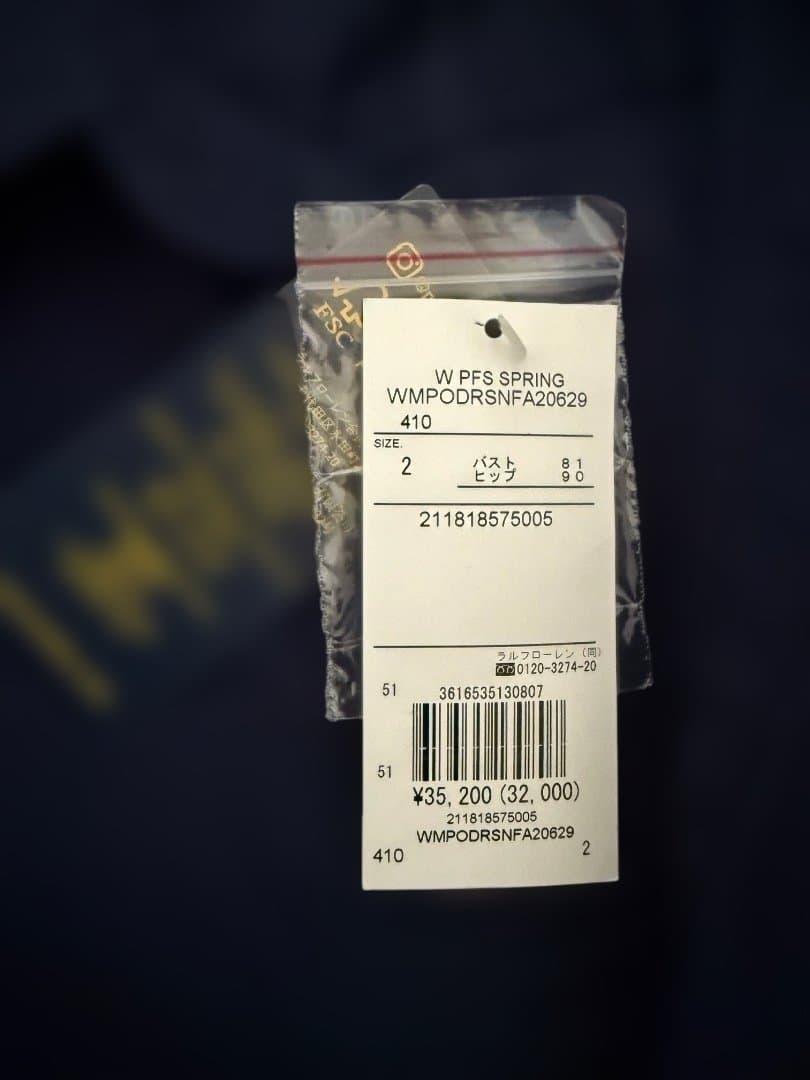 FSC
W PFS SPRING
WMPODRSNFA20629
410
SIZE.
2
バスト 81
ヒップ 90
211818575005
ラルフローレン(同)
0120-3274-20
51 3616535130807
51
¥35,200 (32,000)
211818575005
WMPODRSNFA20629
410 2